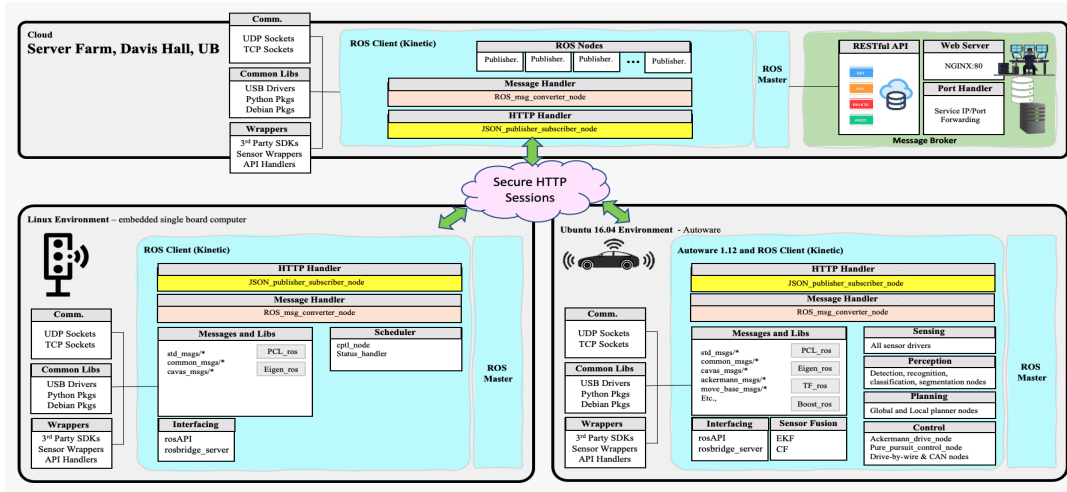 Cloud
Server Farm, Davis Hall, UB
Comm.
UDP Sockets
TCP Sockets
Common Libs
USB Drivers
Python Pkgs
Debian Pkgs
Wrappers
3rd Party SDKs
Sensor Wrappers
API Handlers
ROS Client (Kinetic)
ROS Nodes
Publisher. Publisher. Publisher. Publisher. ••• Publisher.
Message Handler
ROS_msg_converter_node
HTTP Handler
JSON_publisher_subscriber_node
ROS
Master
RESTful API
GET
PUT
DELETE
POST
Web Server
NGINX:80
Port Handler
Service IP/Port
Forwarding
Message Broker
Secure HTTP
Sessions
Linux Environment – embedded single board computer
Comm.
UDP Sockets
TCP Sockets
Common Libs
USB Drivers
Python Pkgs
Debian Pkgs
Wrappers
3rd Party SDKs
Sensor Wrappers
API Handlers
ROS Client (Kinetic)
HTTP Handler
JSON_publisher_subscriber_node
Message Handler
ROS_msg_converter_node
Messages and Libs
std_msgs/*
common_msgs/*
cavas_msgs/*
PCL_ros
Eigen_ros
Scheduler
cptl_node
Status_handler
Interfacing
rosAPI
rosbridge_server
ROS
Master
Ubuntu 16.04 Environment - Autoware
Comm.
UDP Sockets
TCP Sockets
Common Libs
USB Drivers
Python Pkgs
Debian Pkgs
Wrappers
3rd Party SDKs
Sensor Wrappers
API Handlers
Autoware 1.12 and ROS Client (Kinetic)
HTTP Handler
JSON_publisher_subscriber_node
Message Handler
ROS_msg_converter_node
Messages and Libs
std_msgs/*
common_msgs/*
cavas_msgs/*
ackermann_msgs/*
move_base_msgs/*
Etc.,
PCL_ros
Eigen_ros
TF_ros
Boost_ros
Interfacing
rosAPI
rosbridge_server
Sensor Fusion
EKF
CF
Sensing
All sensor drivers
Perception
Detection, recognition,
classification, segmentation nodes
Planning
Global and Local planner nodes
Control
Ackermann_drive_node
Pure_pursuit_control_node
Drive-by-wire & CAN nodes
ROS
Master